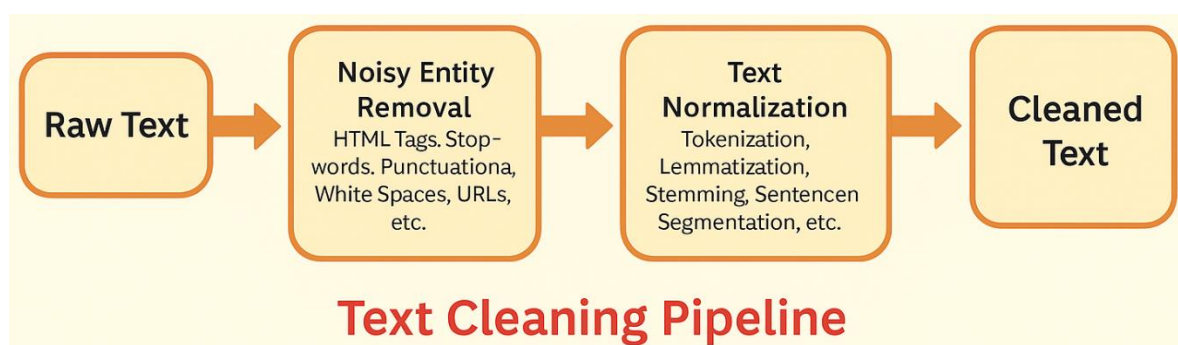 Raw Text
Noisy Entity
Removal
HTML Tags. Stop-
words. Punctuationa,
White Spaces, URLs,
etc.
Text
Normalization
Tokenization,
Lemmatization,
Stemming, Sentencen
Segmentation, etc.
Cleaned
Text
Text Cleaning Pipeline